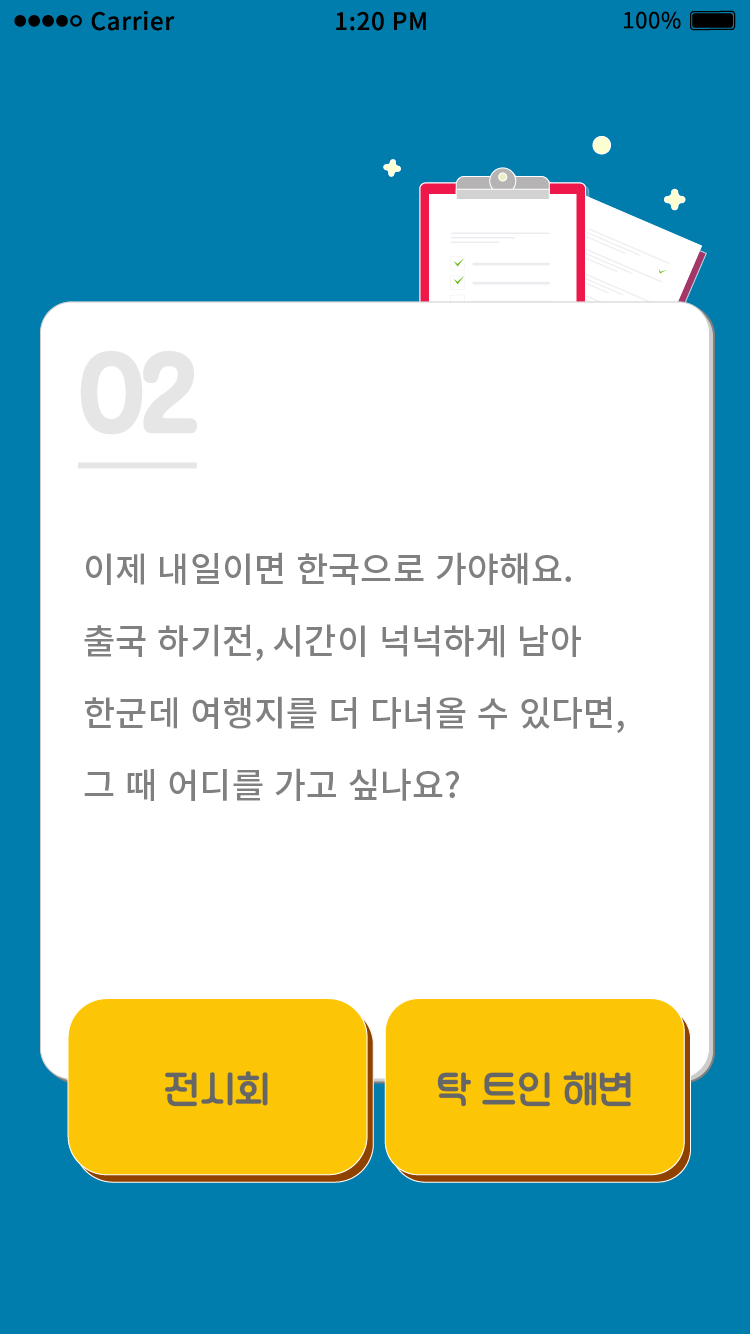 Carrier
1:20 PM
100%
02
이제 내일이면 한국으로 가야해요.
출국 하기전, 시간이 넉넉하게 남아
한군데 여행지를 더 다녀올 수 있다면,
그 때 어디를 가고 싶나요?
전시회
탁 트인 해변